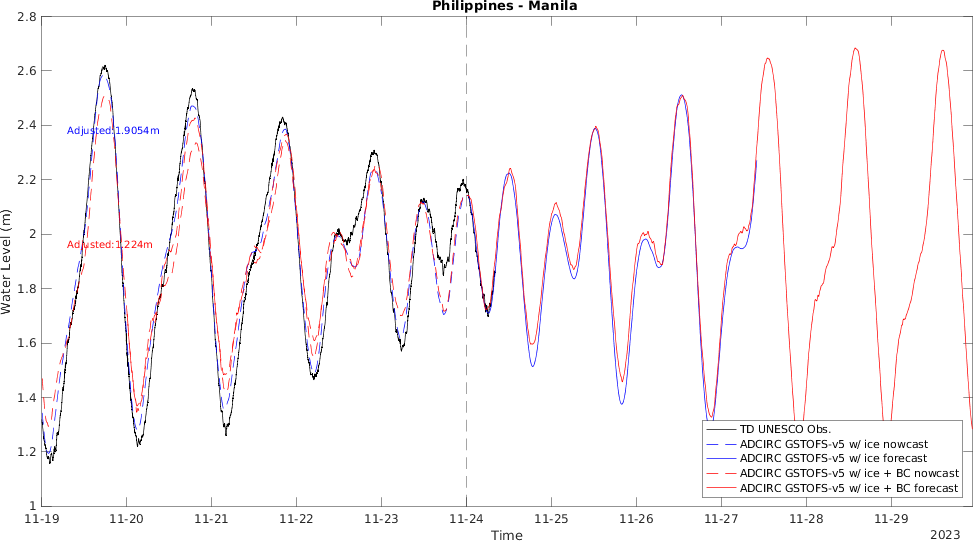 Philippines - Manila
2.8
2.6
2.4
2.2
2
1.8
1.6
1.4
1.2
1
Water Level (m)
Adjusted:1.9054m
Adjusted:1.224m
TD UNESCO Obs.
ADCIRC GSTOFS-v5 w/ ice nowcast
ADCIRC GSTOFS-v5 w/ ice forecast
ADCIRC GSTOFS-v5 w/ ice + BC nowcast
ADCIRC GSTOFS-v5 w/ ice + BC forecast
11-19 11-20 11-21 11-22 11-23 11-24 11-25 11-26 11-27 11-28 11-29
Time
2023